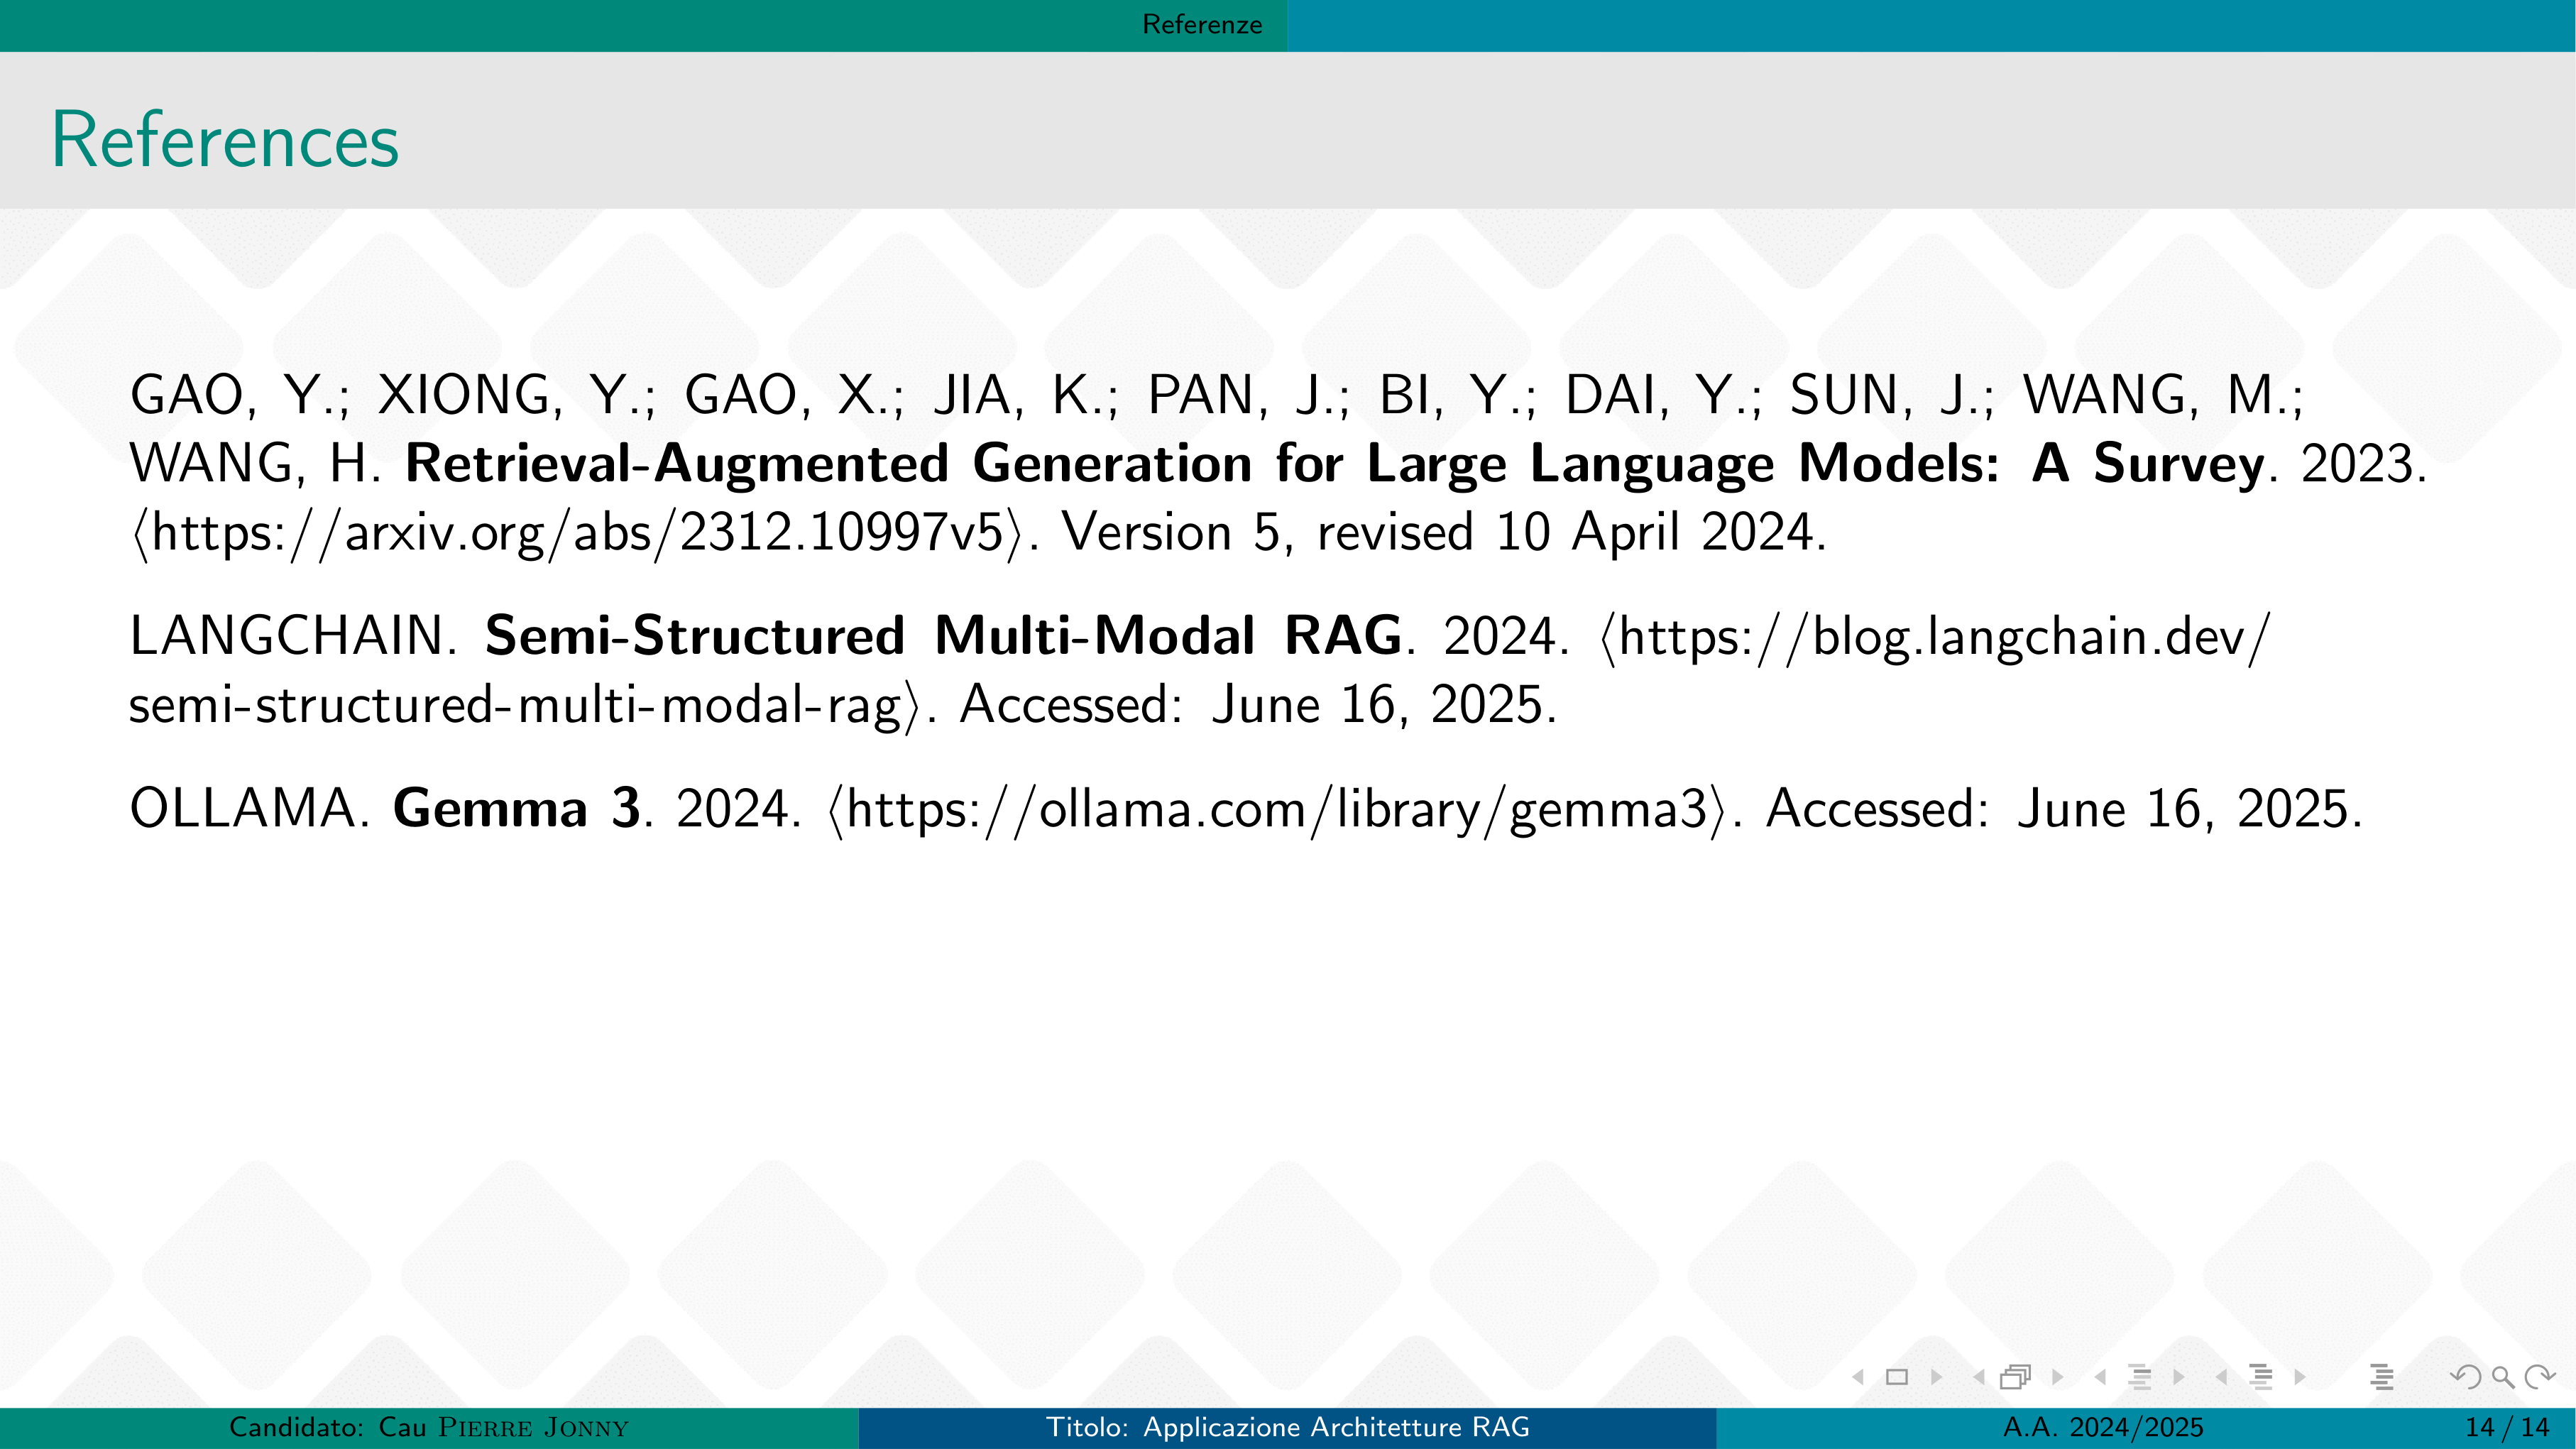 Referenze
References
GAO, Y.; XIONG, Y.; GAO, X.; JIA, K.; PAN, J.; BI, Y.; DAI, Y.; SUN, J.; WANG, M.;
WANG, H. Retrieval-Augmented Generation for Large Language Models: A Survey. 2023.
⟨https://arxiv.org/abs/2312.10997v5⟩. Version 5, revised 10 April 2024.
LANGCHAIN. Semi-Structured Multi-Modal RAG. 2024. ⟨https://blog.langchain.dev/
semi-structured-multi-modal-rag⟩. Accessed: June 16, 2025.
OLLAMA. Gemma 3. 2024. ⟨https://ollama.com/library/gemma3⟩. Accessed: June 16, 2025.
Candidato: Cau Pierre Jonny Titolo: Applicazione Architetture RAG A.A. 2024/2025 14 / 14